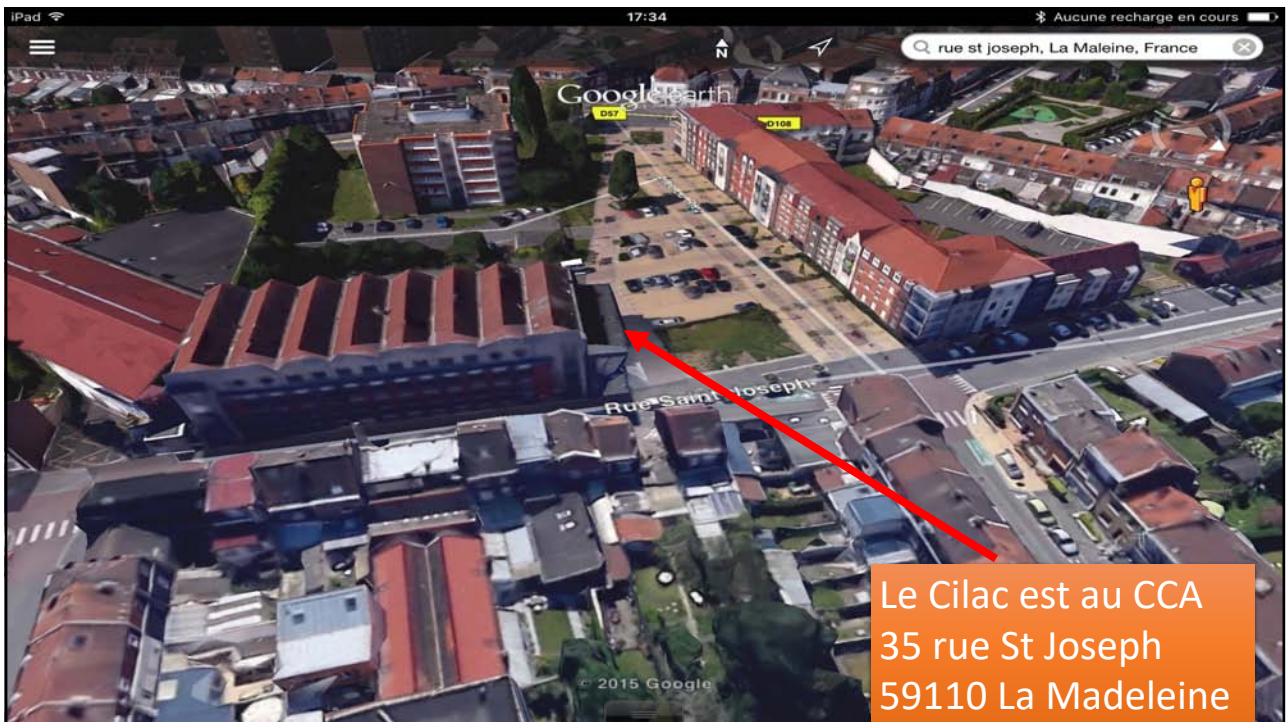 iPad 17:34 Aucune recharge en cours
N rue st joseph, La Maleine, France
Google earth
D57
D108
Rue Saint Joseph
Le Cilac est au CCA
35 rue St Joseph
59110 La Madeleine
© 2015 Google